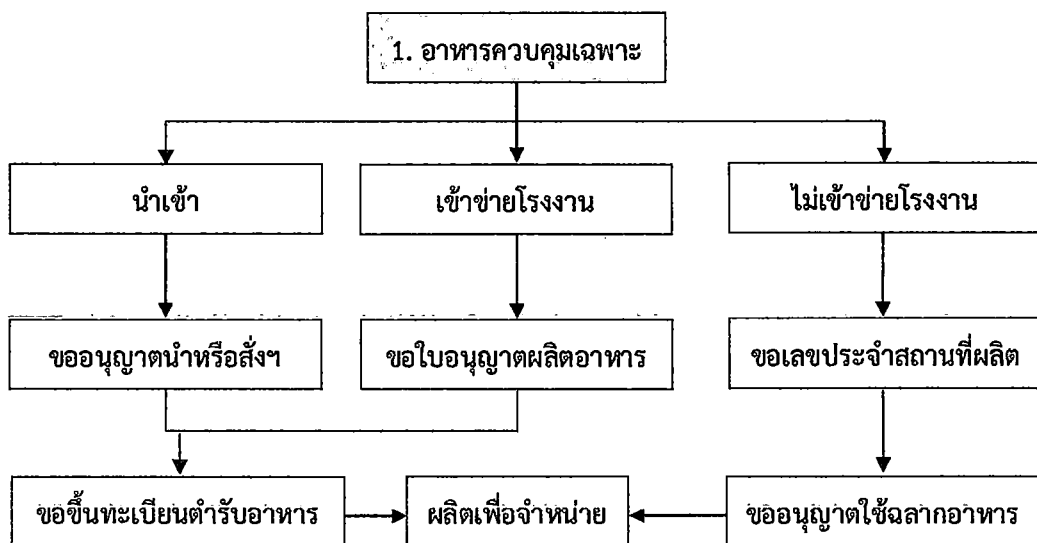 1. อาหารควบคุมเฉพาะ
นำเข้า
เข้าข่ายโรงงาน
ไม่เข้าข่ายโรงงาน
ขออนุญาตนำหรือสั่งฯ
ขอใบอนุญาตผลิตอาหาร
ขอเลขประจำสถานที่ผลิต
ขอขึ้นทะเบียนตำรับอาหาร
ผลิตเพื่อจำหน่าย
ขออนุญาตใช้ฉลากอาหาร